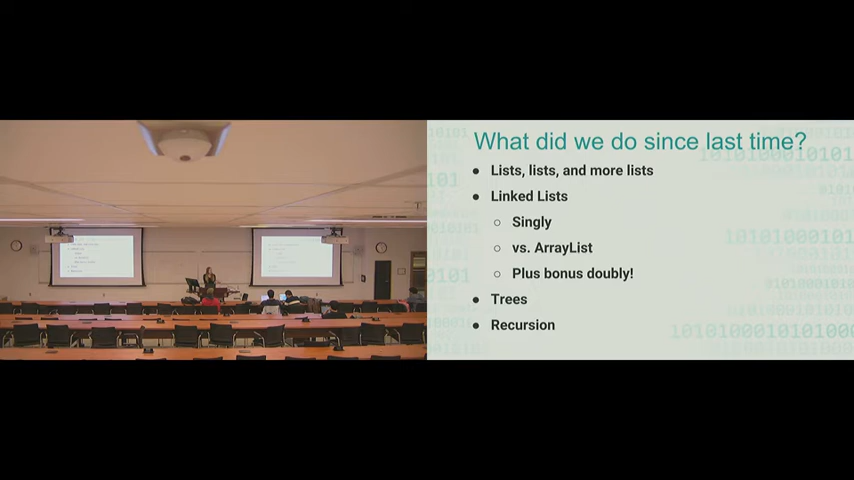 What did we do since last time?
● Lists, lists, and more lists
● Linked Lists
○ Singly
○ vs. ArrayList
○ Plus bonus doubly!
● Trees
● Recursion